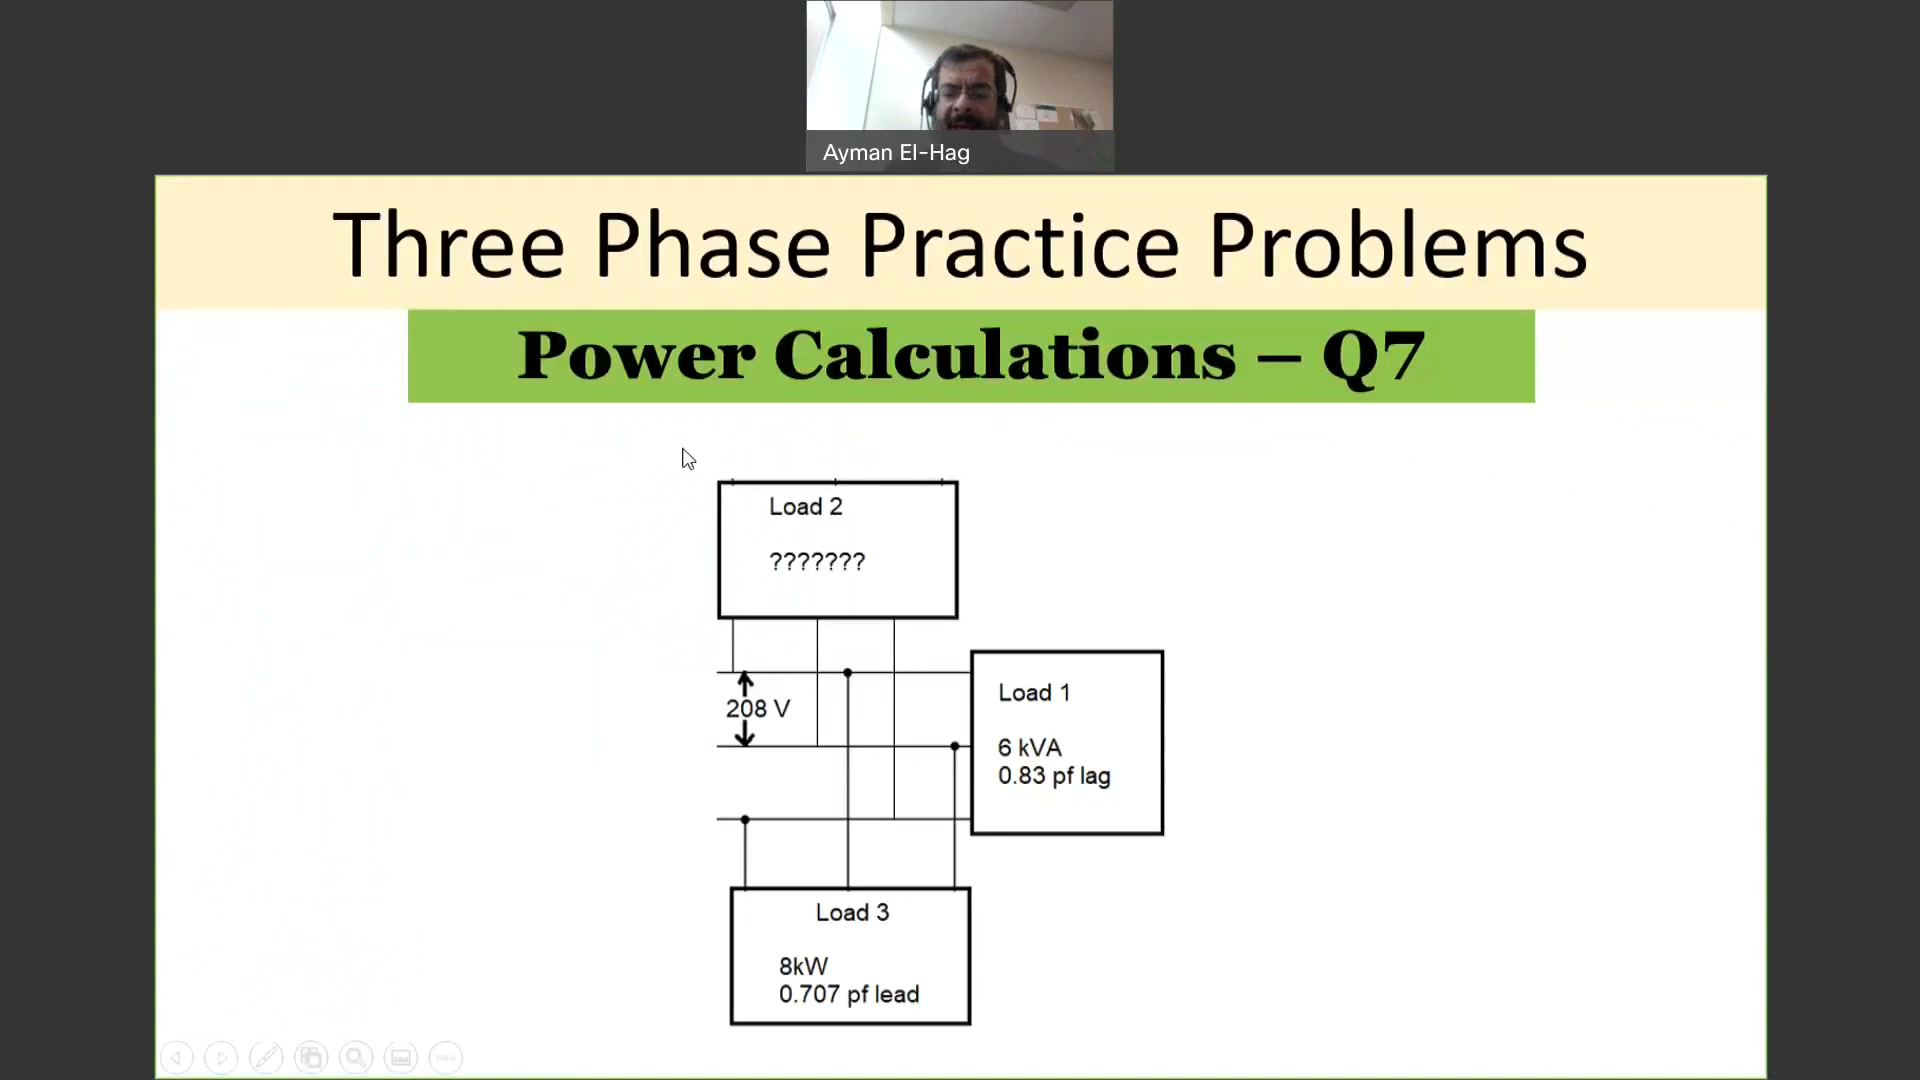 Ayman El-Hag
Three Phase Practice Problems
Power Calculations – Q7
Load 2
???????
208 V
Load 1
6 kVA
0.83 pf lag
Load 3
8kW
0.707 pf lead